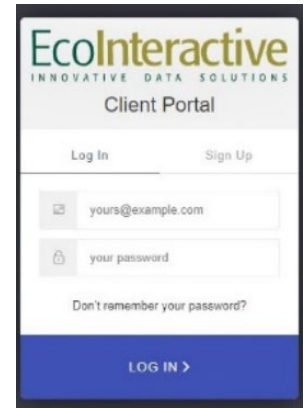 EcoInteractive
INNOVATIVE DATA SOLUTIONS
Client Portal
Log In Sign Up
yours@example.com
your password
Don't remember your password?
LOG IN >